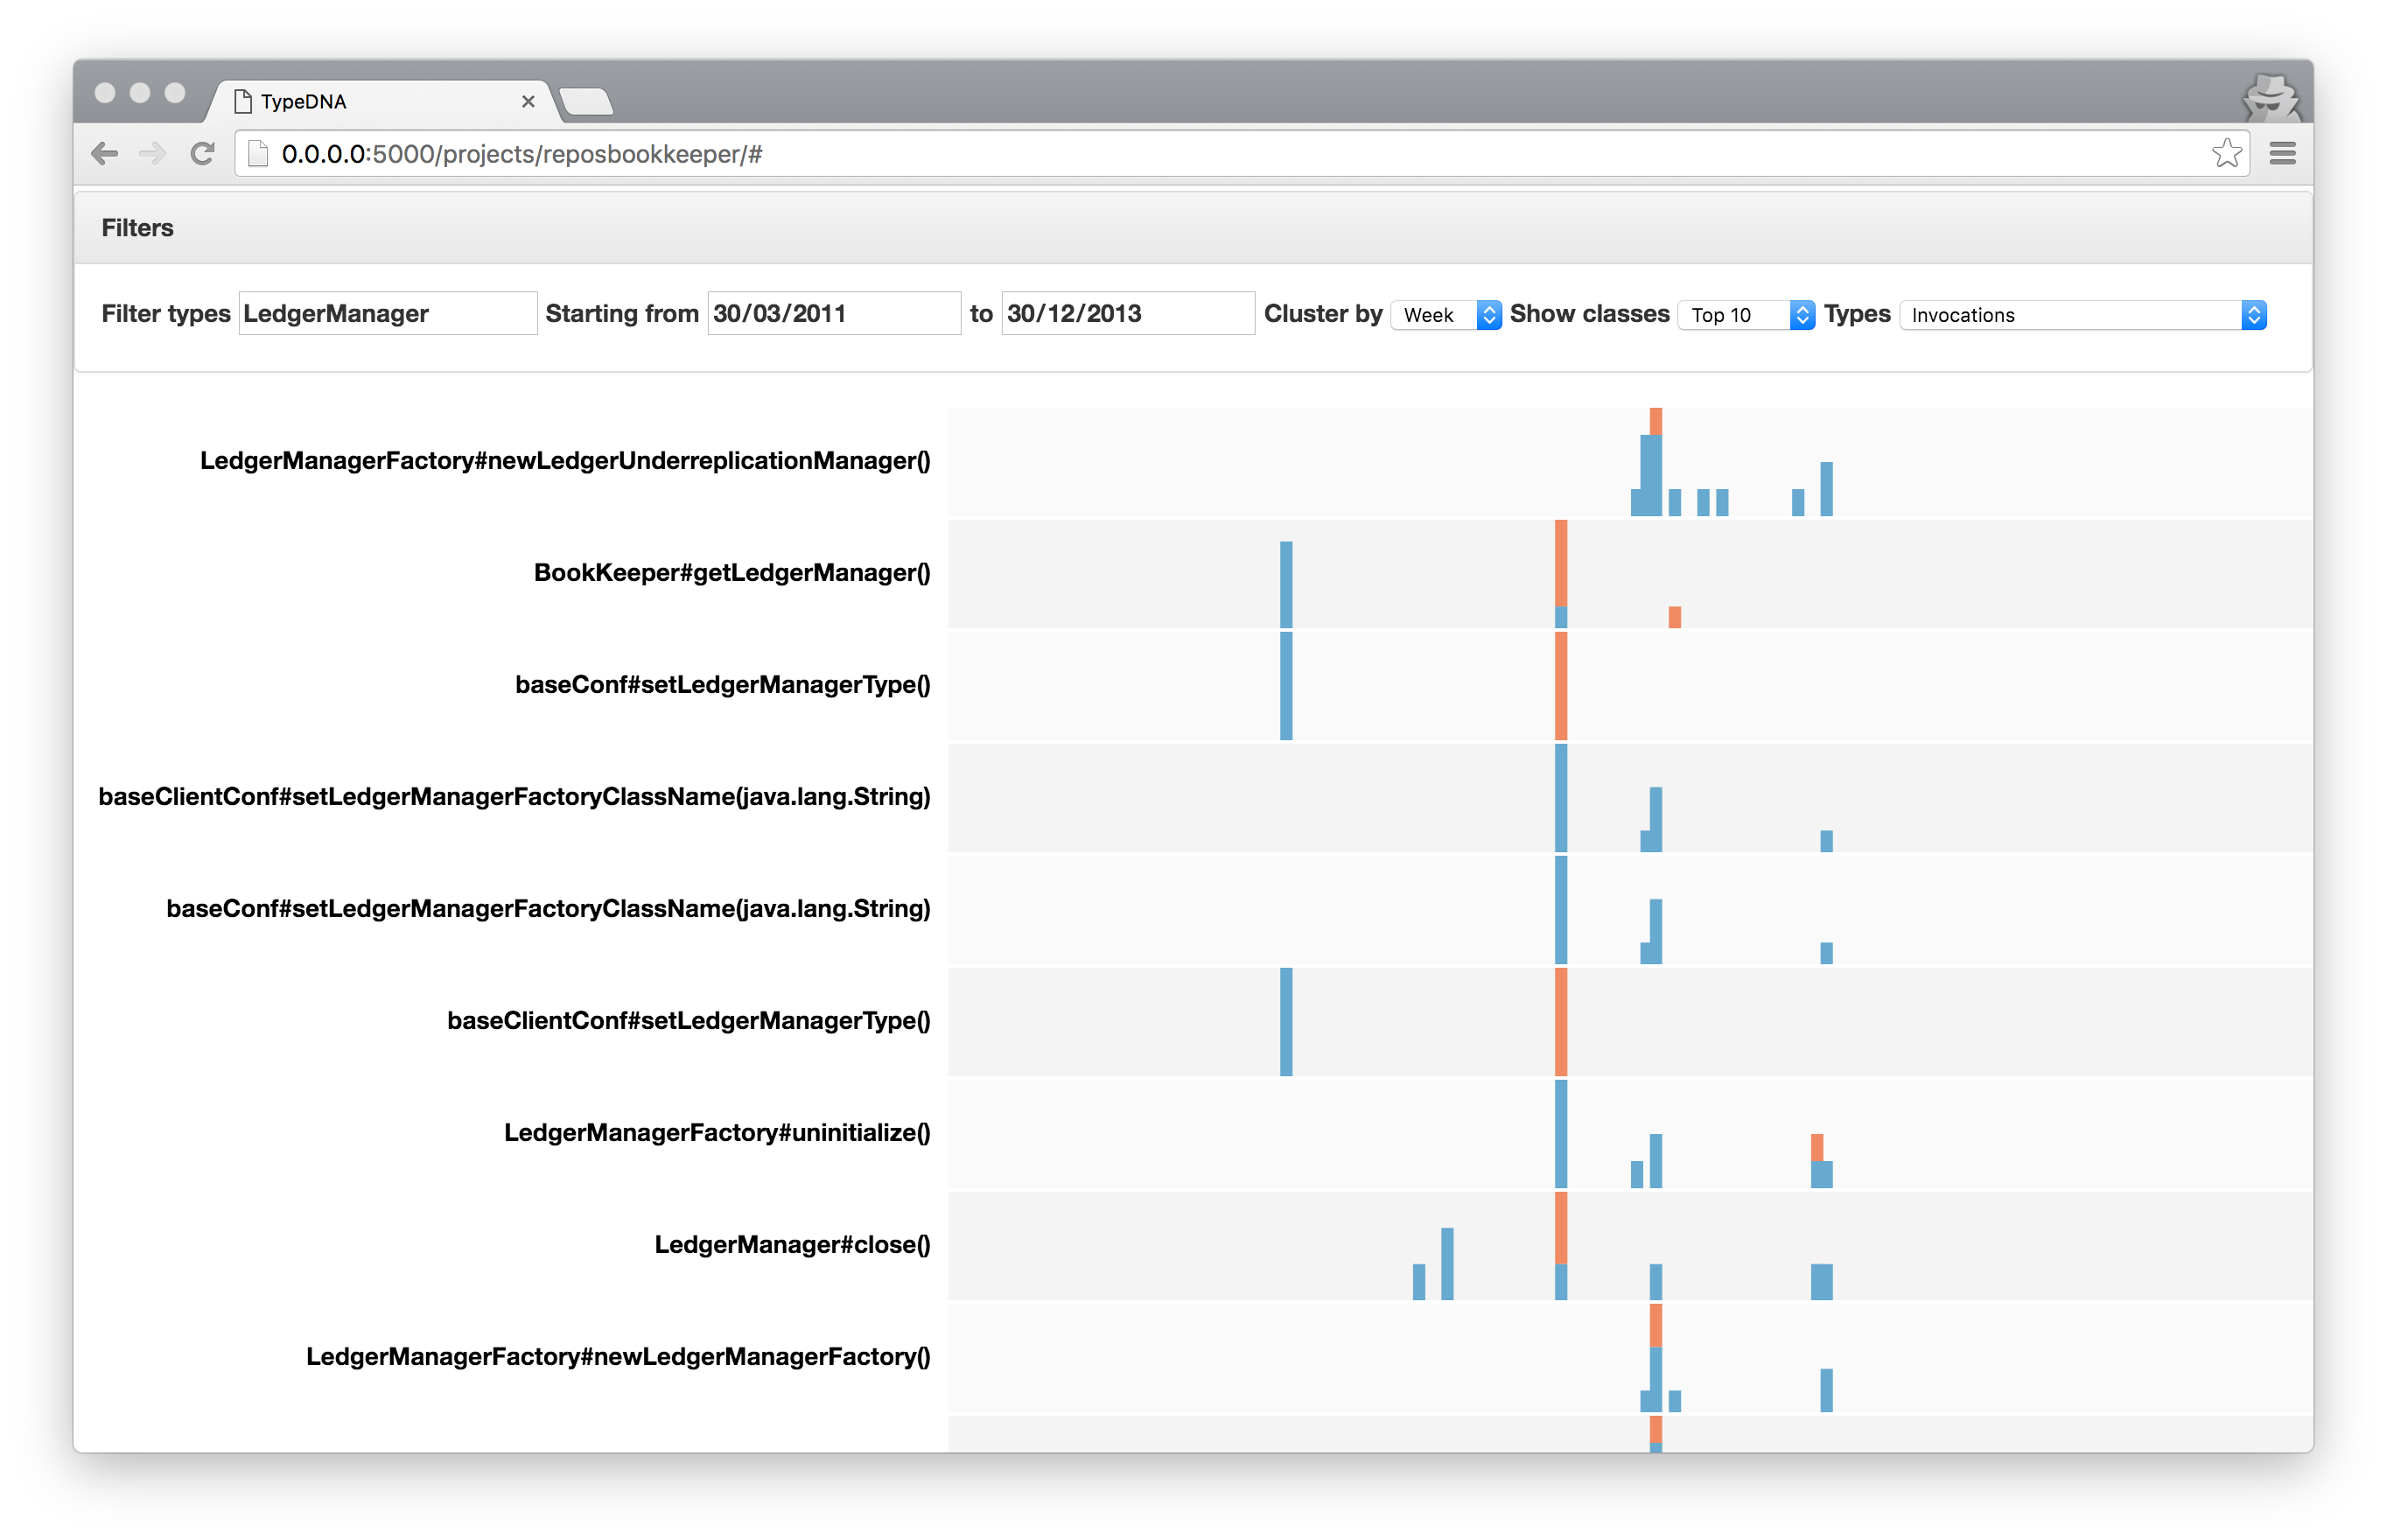 TypeDNA
0.0.0.0:5000/projects/reposbookkeeper/#
Filters
Filter types LedgerManager Starting from 30/03/2011 to 30/12/2013 Cluster by Week Show classes Top 10 Types Invocations
LedgerManagerFactory#newLedgerUnderreplicationManager()
BookKeeper#getLedgerManager()
baseConf#setLedgerManagerType()
baseClientConf#setLedgerManagerFactoryClassName(java.lang.String)
baseConf#setLedgerManagerFactoryClassName(java.lang.String)
baseClientConf#setLedgerManagerType()
LedgerManagerFactory#uninitialize()
LedgerManager#close()
LedgerManagerFactory#newLedgerManagerFactory()